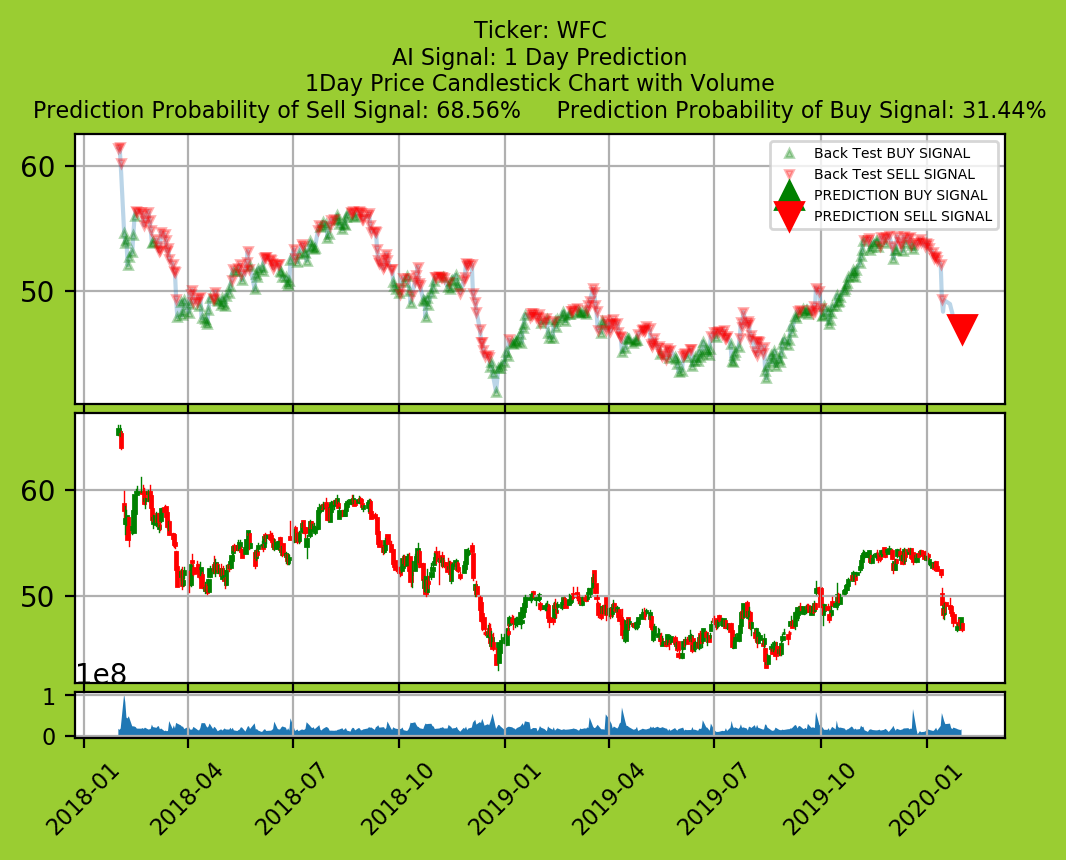 Ticker: WFC
AI Signal: 1 Day Prediction
1Day Price Candlestick Chart with Volume
Prediction Probability of Sell Signal: 68.56% Prediction Probability of Buy Signal: 31.44%
Back Test BUY SIGNAL
Back Test SELL SIGNAL
PREDICTION BUY SIGNAL
PREDICTION SELL SIGNAL
60
50
60
50
1e8
1
0
2018-01
2018-04
2018-07
2018-10
2019-01
2019-04
2019-07
2019-10
2020-01